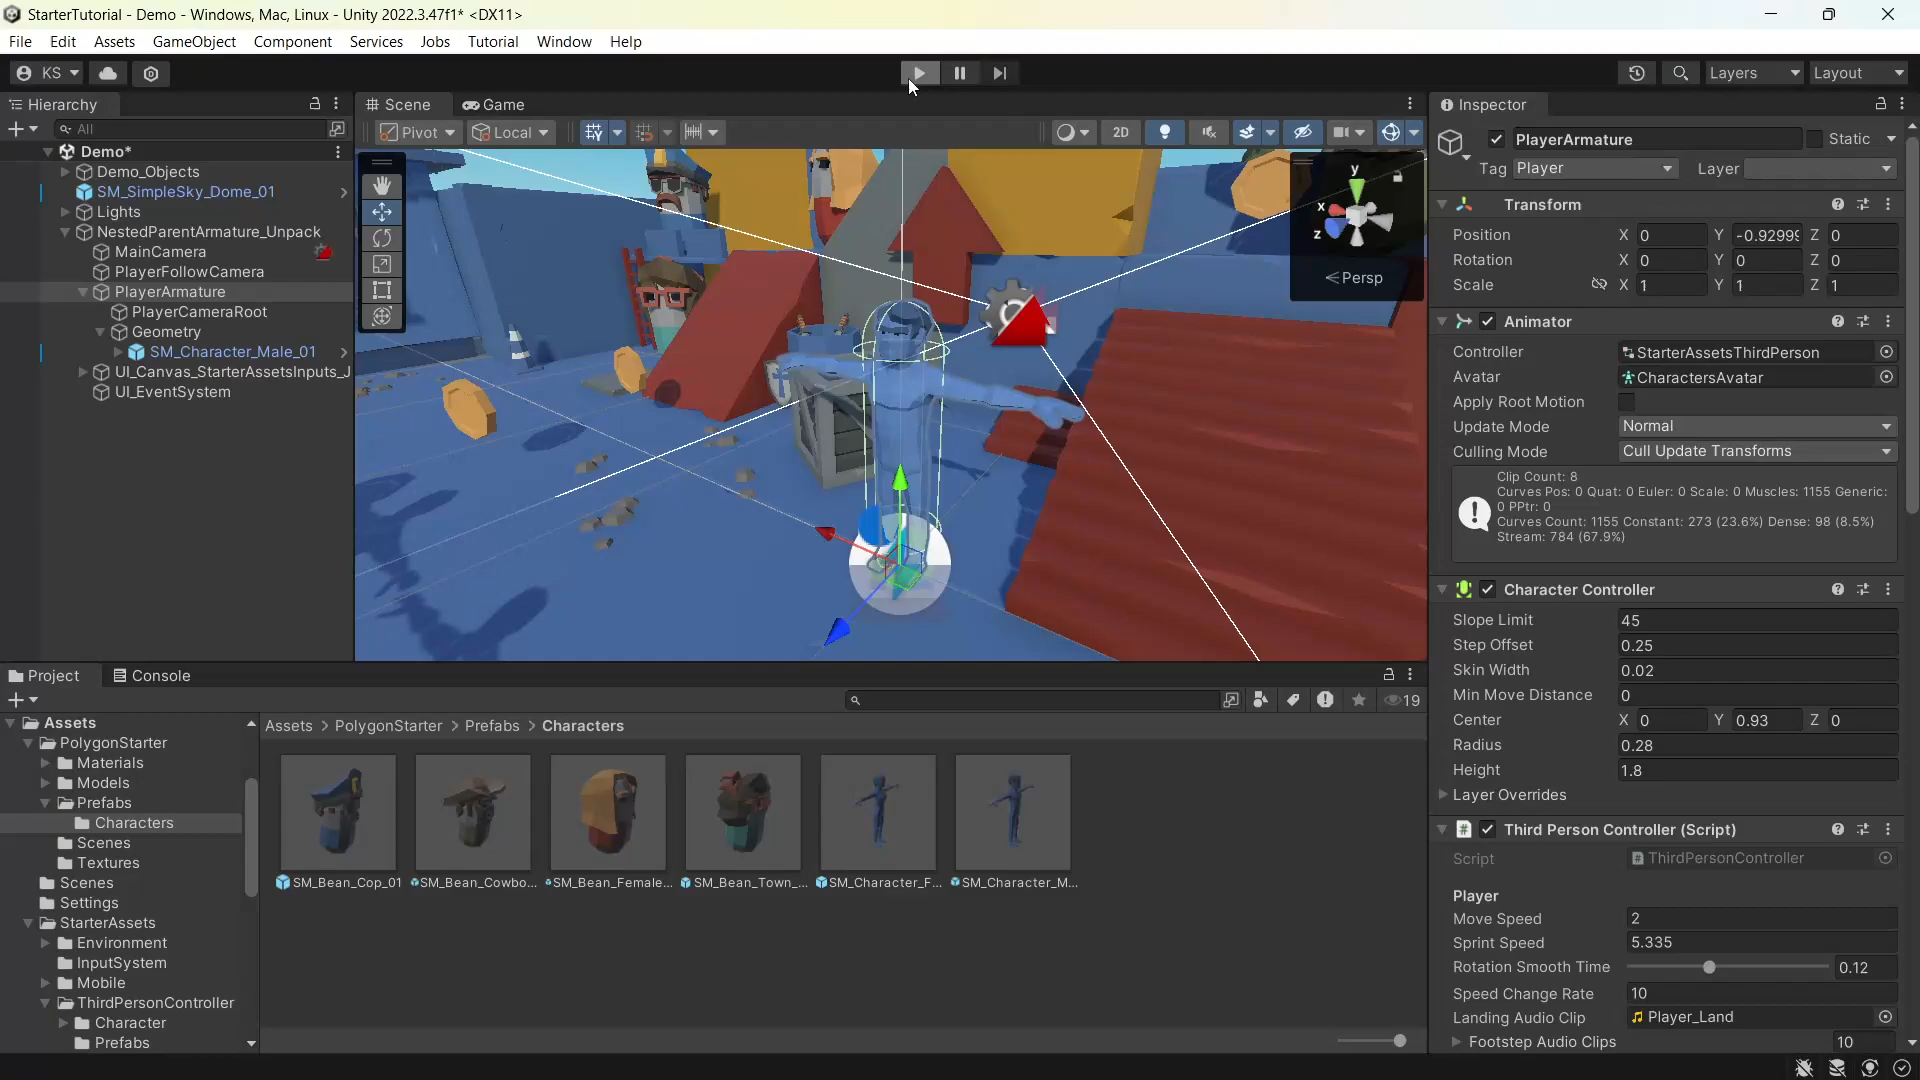 StarterTutorial - Demo - Windows, Mac, Linux - Unity 2022.3.47f1* <DX11>
File Edit Assets GameObject Component Services Jobs Tutorial Window Help
KS Layers Layout
Hierarchy
All
Demo*
Demo_Objects
SM_SimpleSky_Dome_01
Lights
NestedParentArmature_Unpack
MainCamera
PlayerFollowCamera
PlayerArmature
PlayerCameraRoot
Geometry
SM_Character_Male_01
UI_Canvas_StarterAssetsInputs_J
UI_EventSystem
Scene Game
Pivot Local 2D
y
x
z
Persp
Inspector
PlayerArmature Static
Tag Player Layer
Transform
Position X 0 Y -0.92999 Z 0
Rotation X 0 Y 0 Z 0
Scale X 1 Y 1 Z 1
Animator
Controller StarterAssetsThirdPerson
Avatar CharactersAvatar
Apply Root Motion
Update Mode Normal
Culling Mode Cull Update Transforms
Clip Count: 8
Curves Pos: 0 Quat: 0 Euler: 0 Scale: 0 Muscles: 1155 Generic:
0 PPtr: 0
Curves Count: 1155 Constant: 273 (23.6%) Dense: 98 (8.5%)
Stream: 784 (67.9%)
Character Controller
Slope Limit 45
Step Offset 0.25
Skin Width 0.02
Min Move Distance 0
Center X 0 Y 0.93 Z 0
Radius 0.28
Height 1.8
Layer Overrides
Third Person Controller (Script)
Script ThirdPersonController
Player
Move Speed 2
Sprint Speed 5.335
Rotation Smooth Time 0.12
Speed Change Rate 10
Landing Audio Clip Player_Land
Footstep Audio Clips 10
Project Console
19
Assets
PolygonStarter
Materials
Models
Prefabs
Characters
Scenes
Textures
Scenes
Settings
StarterAssets
Environment
InputSystem
Mobile
ThirdPersonController
Character
Prefabs
Assets > PolygonStarter > Prefabs > Characters
SM_Bean_Cop_01 SM_Bean_Cowbo... SM_Bean_Female... SM_Bean_Town_... SM_Character_F... SM_Character_M...